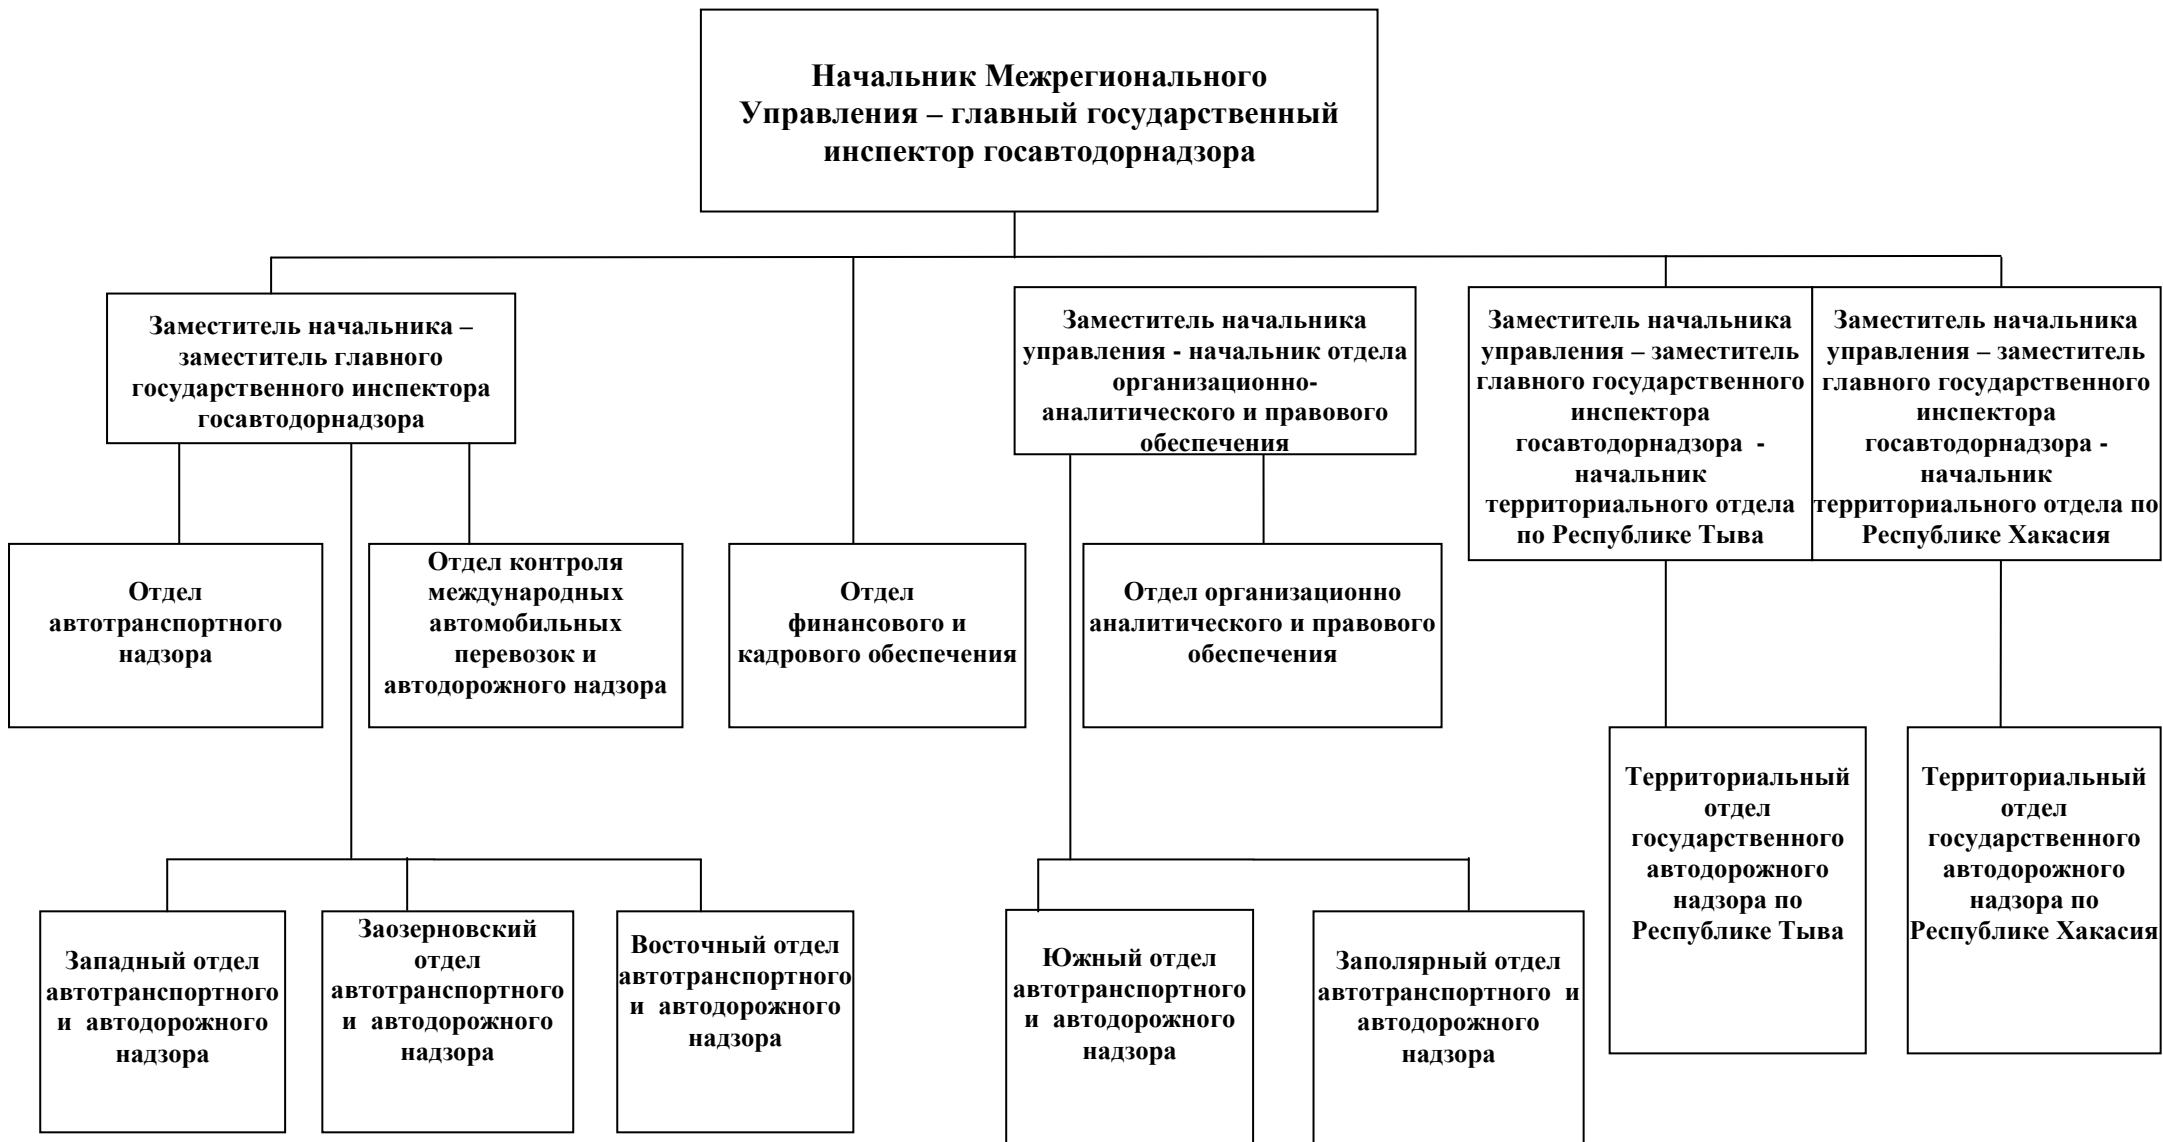 Начальник Межрегионального
Управления – главный государственный
инспектор госавтодорнадзора
Заместитель начальника –
заместитель главного
государственного инспектора
госавтодорнадзора
Заместитель начальника
управления - начальник отдела
организационно-
аналитического и правового
обеспечения
Заместитель начальника
управления – заместитель
главного государственного
инспектора
госавтодорнадзора -
начальник
территориального отдела
по Республике Тыва
Заместитель начальника
управления – заместитель
главного государственного
инспектора
госавтодорнадзора -
начальник
территориального отдела по
Республике Хакасия
Отдел
автотранспортного
надзора
Отдел контроля
международных
автомобильных
перевозок и
автодорожного надзора
Отдел
финансового и
кадрового обеспечения
Отдел организационно
аналитического и правового
обеспечения
Территориальный
отдел
государственного
автодорожного
надзора по
Республике Тыва
Территориальный
отдел
государственного
автодорожного
надзора по
Республике Хакасия
Западный отдел
автотранспортного
и автодорожного
надзора
Заозерновский
отдел
автотранспортного
и автодорожного
надзора
Восточный отдел
автотранспортного
и автодорожного
надзора
Южный отдел
автотранспортного
и автодорожного
надзора
Заполярный отдел
автотранспортного и
автодорожного
надзора